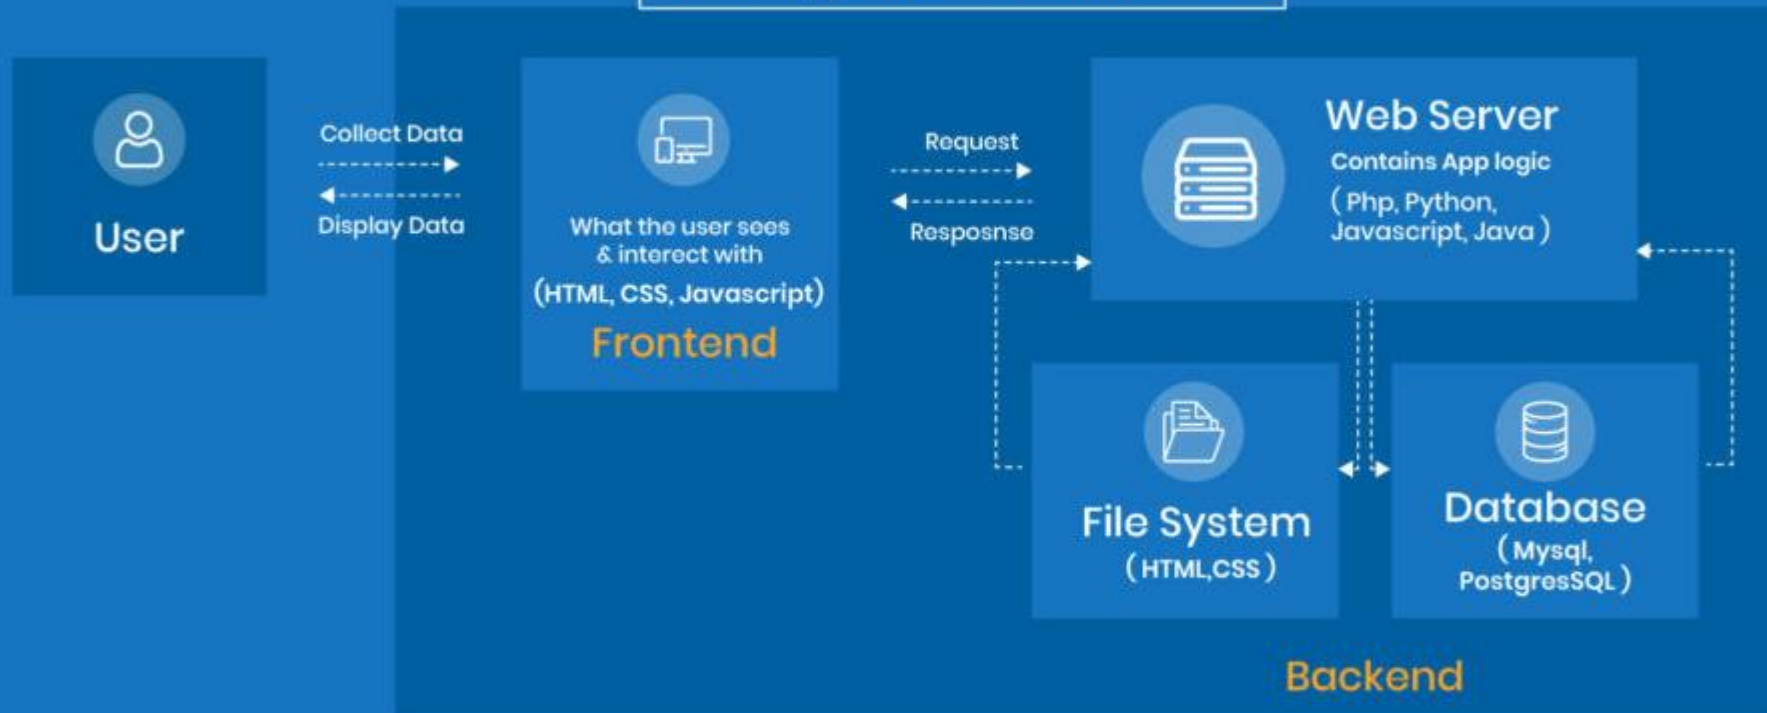 User
Collect Data
Display Data
What the user sees
& interect with
(HTML, CSS, Javascript)
Frontend
Request
Resposnse
Web Server
Contains App logic
( Php, Python,
Javascript, Java )
File System
( HTML,CSS )
Database
( Mysql,
PostgresSQL )
Backend